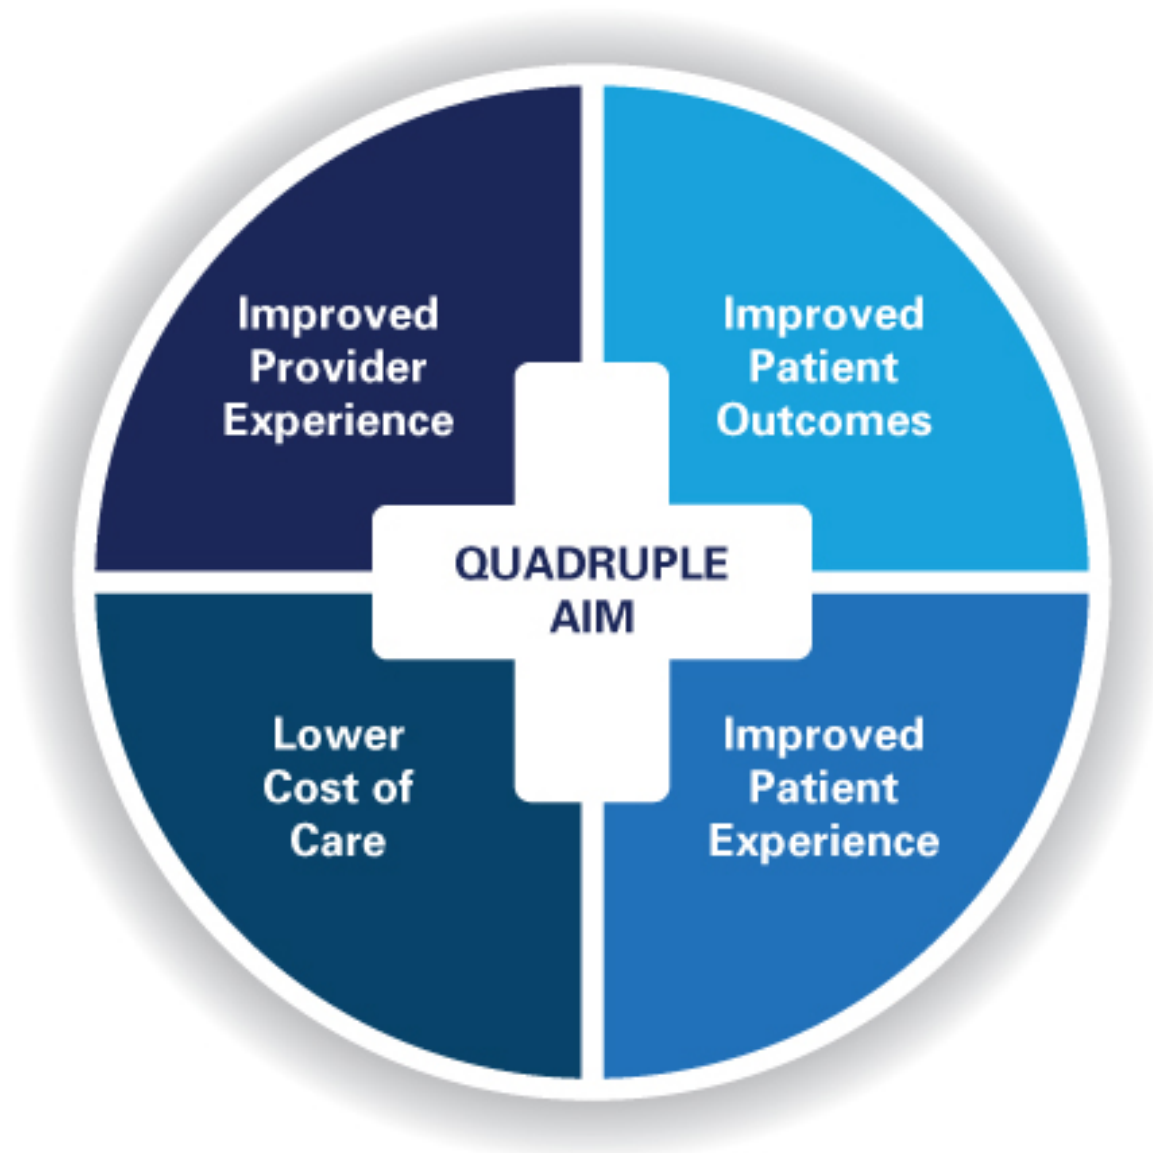 Improved
Provider
Experience
Improved
Patient
Outcomes
QUADRUPLE
AIM
Lower
Cost of
Care
Improved
Patient
Experience